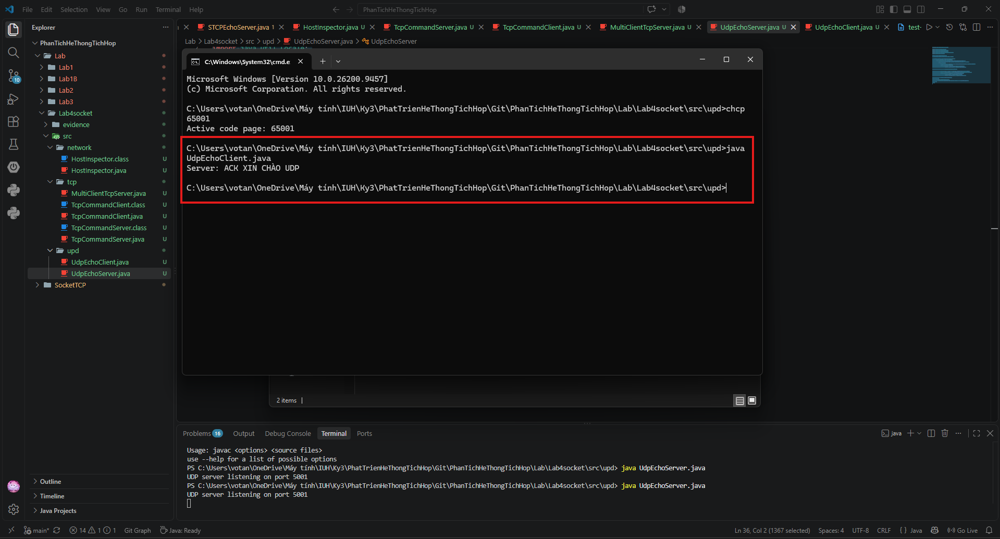 File Edit Selection View Go Run Terminal Help
PhanTichHeThongTichHop
Explorer
PhanTichHeThongTichHop
Lab
Lab1
Lab1B
Lab2
Lab3
Lab4socket
evidence
src
network
HostInspector.class U
HostInspector.java U
tcp
MultiClientTcpServer.java U
TcpCommandClient.class U
TcpCommandClient.java U
TcpCommandServer.class U
TcpCommandServer.java U
upd
UdpEchoClient.java U
UdpEchoServer.java U
SocketTCP
10
Outline
Timeline
Java Projects
STCPEchoServer.java 1 HostInspector.java U TcpCommandServer.java U TcpCommandClient.java U MultiClientTcpServer.java U UdpEchoServer.java U UdpEchoClient.java U test-
Lab > Lab4socket > src > upd > UdpEchoServer.java > UdpEchoServer
7 import java.util.Locale;
C:\Windows\System32\cmd.e
Microsoft Windows [Version 10.0.26200.9457]
(c) Microsoft Corporation. All rights reserved.
C:\Users\votan\OneDrive\Máy tính\IUH\Ky3\PhatTrienHeThongTichHop\Git\PhanTichHeThongTichHop\Lab\Lab4socket\src\upd>chcp
65001
Active code page: 65001
C:\Users\votan\OneDrive\Máy tính\IUH\Ky3\PhatTrienHeThongTichHop\Git\PhanTichHeThongTichHop\Lab\Lab4socket\src\upd>java
UdpEchoClient.java
Server: ACK XIN CHÀO UDP
C:\Users\votan\OneDrive\Máy tính\IUH\Ky3\PhatTrienHeThongTichHop\Git\PhanTichHeThongTichHop\Lab\Lab4socket\src\upd>
2 items
Problems 16 Output Debug Console Terminal Ports
java
Usage: javac <options> <source files>
use --help for a list of possible options
PS C:\Users\votan\OneDrive\Máy tính\IUH\Ky3\PhatTrienHeThongTichHop\Git\PhanTichHeThongTichHop\Lab\Lab4socket\src\upd> java UdpEchoServer.java
UDP server listening on port 5001
PS C:\Users\votan\OneDrive\Máy tính\IUH\Ky3\PhatTrienHeThongTichHop\Git\PhanTichHeThongTichHop\Lab\Lab4socket\src\upd> java UdpEchoServer.java
UDP server listening on port 5001
main* 14 1 1 Git Graph Java: Ready
Ln 36, Col 2 (1367 selected) Spaces: 4 UTF-8 CRLF { } Java Go Live